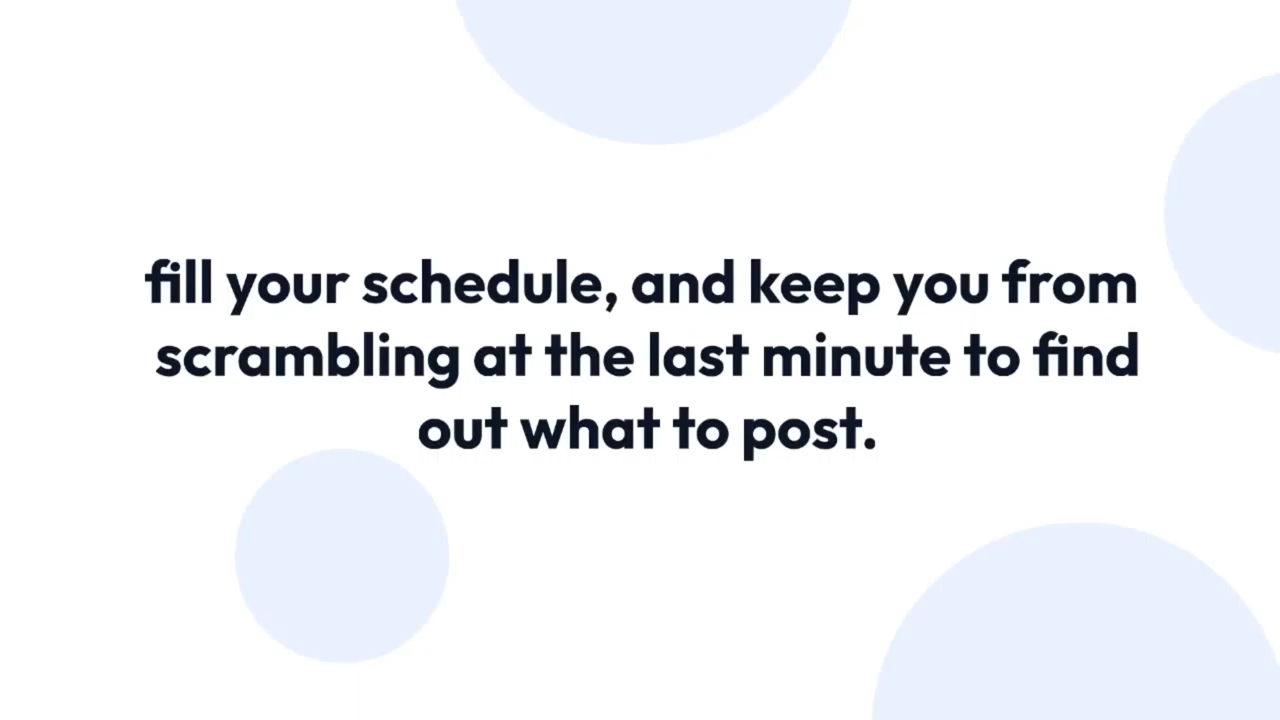 fill your schedule, and keep you from
scrambling at the last minute to find
out what to post.